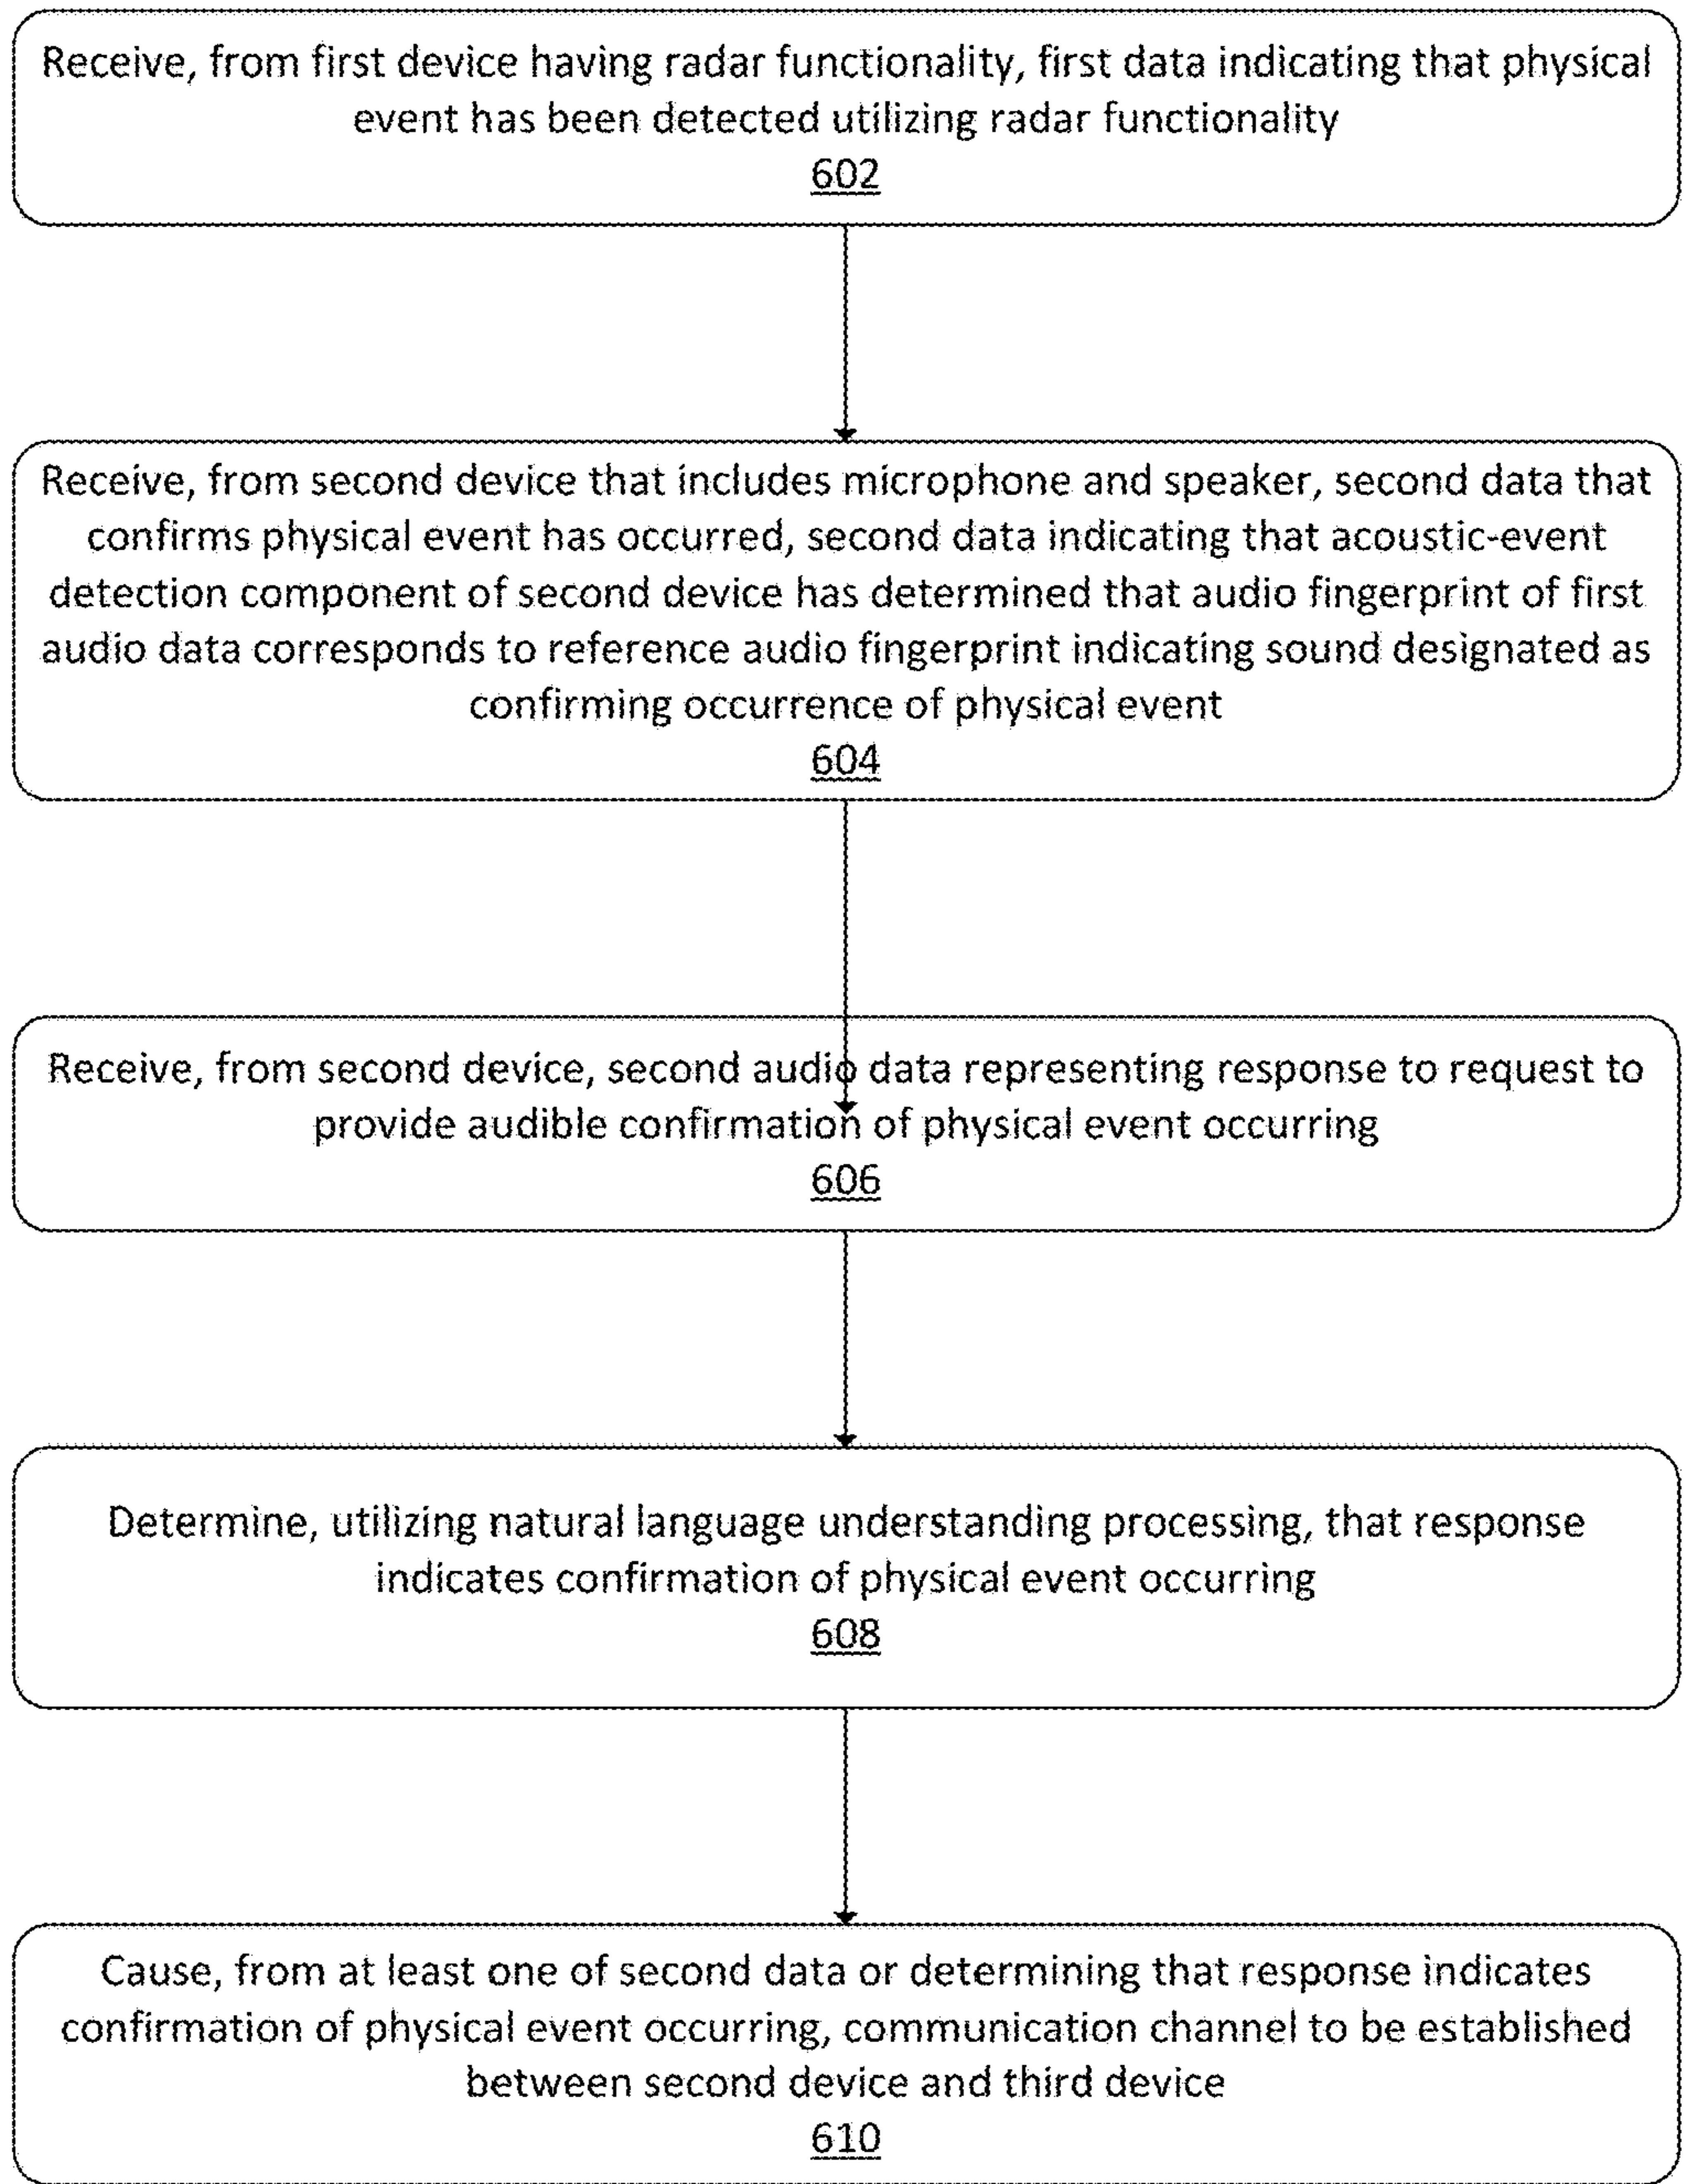 Receive, from first device having radar functionality, first data indicating that physical
event has been detected utilizing radar functionality
602
Receive, from second device that includes microphone and speaker, second data that
confirms physical event has occurred, second data indicating that acoustic-event
detection component of second device has determined that audio fingerprint of first
audio data corresponds to reference audio fingerprint indicating sound designated as
confirming occurrence of physical event
604
Receive, from second device, second audio data representing response to request to
provide audible confirmation of physical event occurring
606
Determine, utilizing natural language understanding processing, that response
indicates confirmation of physical event occurring
608
Cause, from at least one of second data or determining that response indicates
confirmation of physical event occurring, communication channel to be established
between second device and third device
610